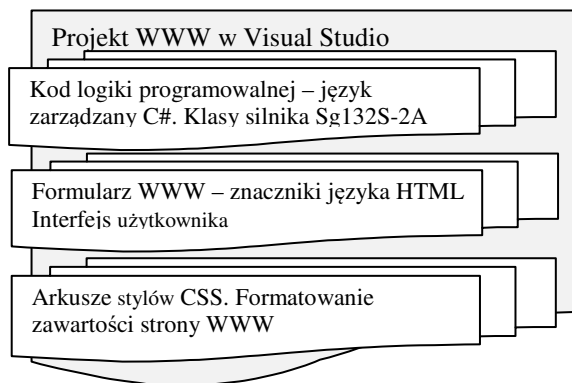 Projekt WWW w Visual Studio
Kod logiki programowalnej – język
zarządzany C#. Klasy silnika Sg132S-2A
Formularz WWW – znaczniki języka HTML
Interfejs użytkownika
Arkusze stylów CSS. Formatowanie
zawartości strony WWW